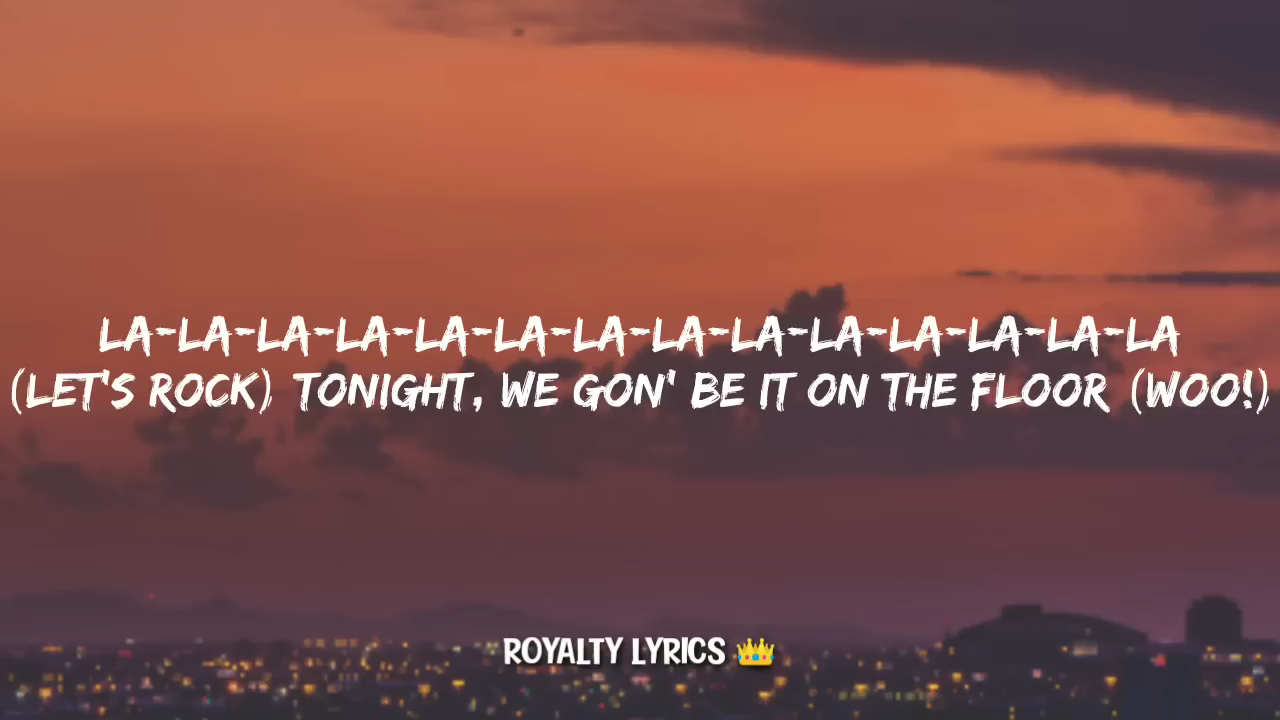 LA-LA-LA-LA-LA-LA-LA-LA-LA-LA-LA-LA-LA-LA
(LET'S ROCK) TONIGHT, WE GON' BE IT ON THE FLOOR (WOO!)
ROYALTY LYRICS 👑